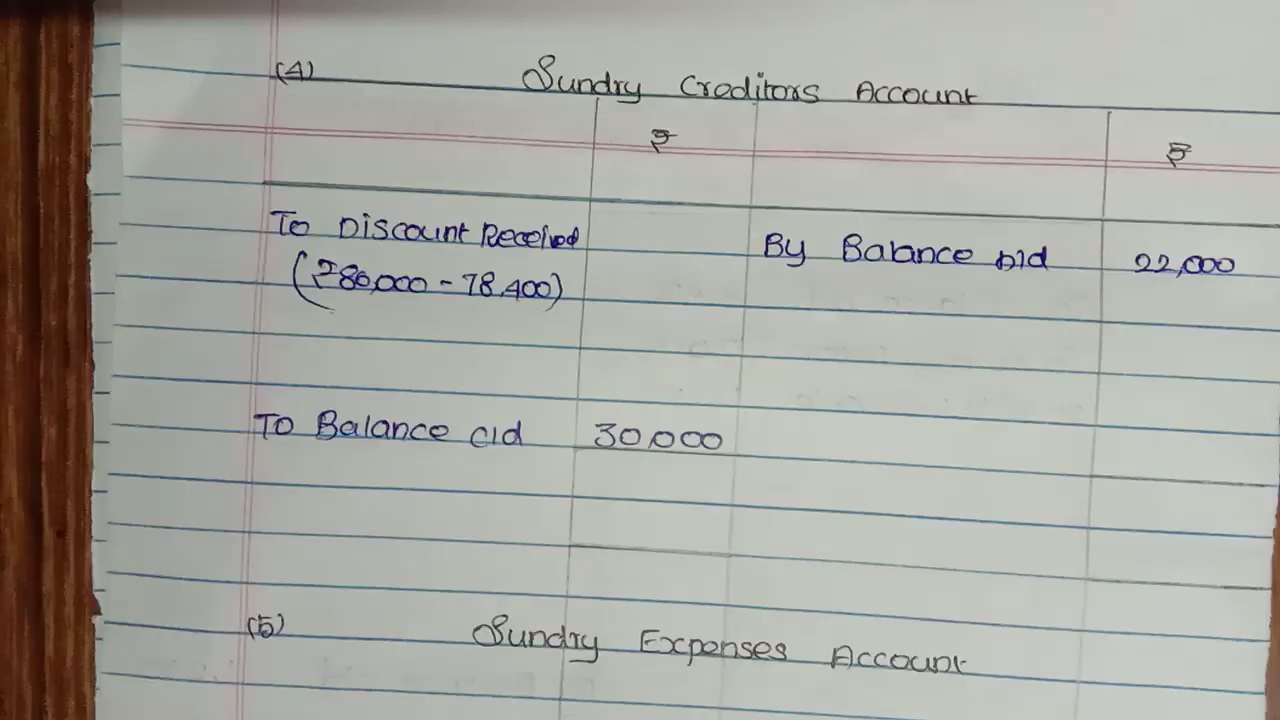 (4) Sundry Creditors Account
₹ ₹
To Discount Received
By Balance b/d 22,000
(₹80,000 - 78,400)
To Balance c/d 30,000
(5) Sundry Expenses Account